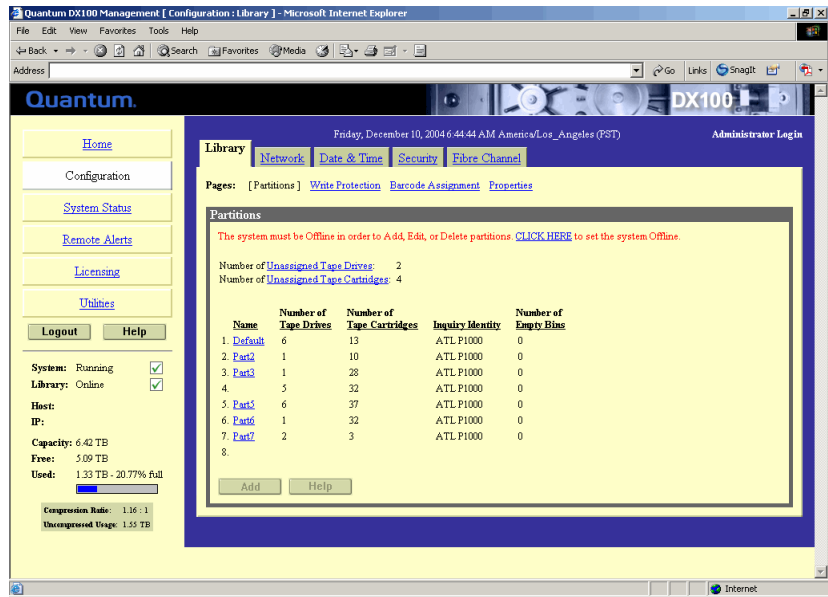 Quantum DX100 Management [ Configuration : Library ] - Microsoft Internet Explorer
File Edit View Favorites Tools Help
Back Search Favorites Media
Address Go Links SnagIt
Quantum. DX100
Friday, December 10, 2004 6:44:44 AM America/Los_Angeles (PST) Administrator Login
Home
Configuration
System Status
Remote Alerts
Licensing
Utilities
Logout Help
System: Running
Library: Online
Host:
IP:
Capacity: 6.42 TB
Free: 5.09 TB
Used: 1.33 TB - 20.77% full
Compression Ratio: 1.16 : 1
Uncompressed Usage: 1.55 TB
Library Network Date & Time Security Fibre Channel
Pages: [ Partitions ] Write Protection Barcode Assignment Properties
Partitions
The system must be Offline in order to Add, Edit, or Delete partitions. CLICK HERE to set the system Offline.
Number of Unassigned Tape Drives: 2
Number of Unassigned Tape Cartridges: 4
Name Number of Tape Drives Number of Tape Cartridges Inquiry Identity Number of Empty Bins
1. Default 6 13 ATL P1000 0
2. Part2 1 10 ATL P1000 0
3. Part3 1 28 ATL P1000 0
4. 5 32 ATL P1000 0
5. Part5 6 37 ATL P1000 0
6. Part6 1 32 ATL P1000 0
7. Part7 2 3 ATL P1000 0
8.
Add Help
Internet